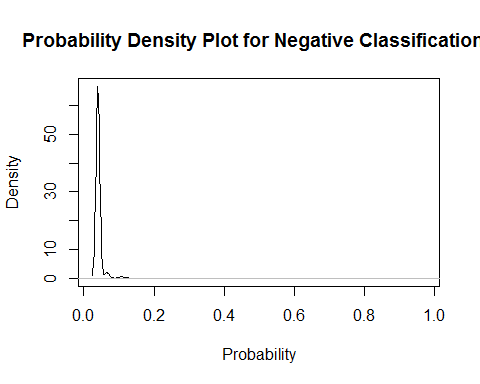 Probability Density Plot for Negative Classification
Density
50
30
10
0
0.0 0.2 0.4 0.6 0.8 1.0
Probability